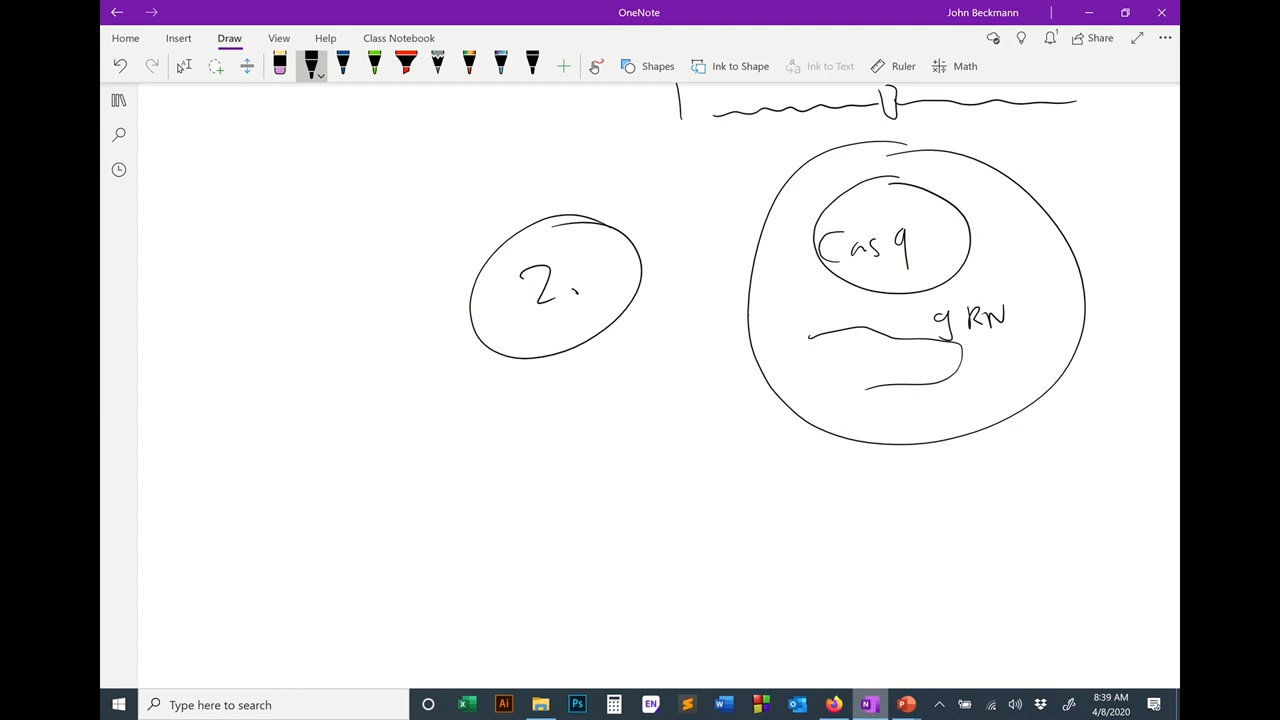 OneNote
John Beckmann
Home Insert Draw View Help Class Notebook
Share
Shapes Ink to Shape Ink to Text Ruler Math
Cas 9
2.
g RN
Type here to search
8:39 AM
4/8/2020